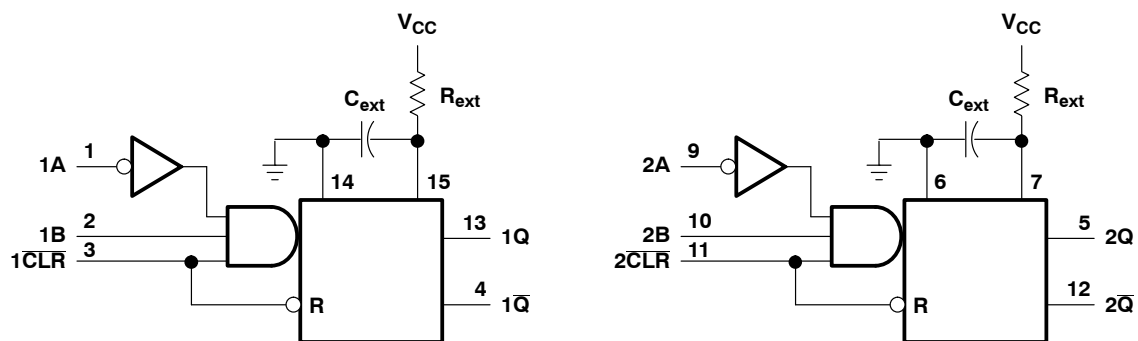 VCC
Rext
Cext
1A
1
14
15
1B
2
1CLR
3
R
13
1Q
4
1Q
VCC
Rext
Cext
2A
9
6
7
2B
10
2CLR
11
R
5
2Q
12
2Q